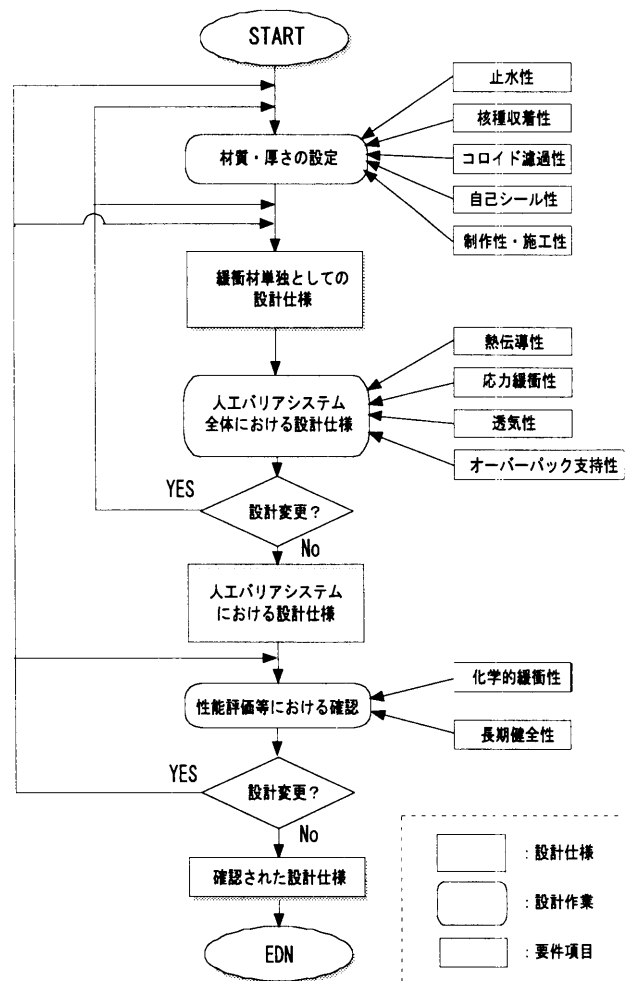 START
止水性
核種収着性
材質・厚さの設定
コロイド濾過性
自己シール性
制作性・施工性
緩衝材単独としての
設計仕様
熱伝導性
人工バリアシステム
全体における設計仕様
応力緩衝性
透気性
オーバーパック支持性
YES
設計変更？
No
人工バリアシステム
における設計仕様
化学的緩衝性
性能評価等における確認
長期健全性
YES
設計変更？
No
確認された設計仕様
EDN
：設計仕様
：設計作業
：要件項目